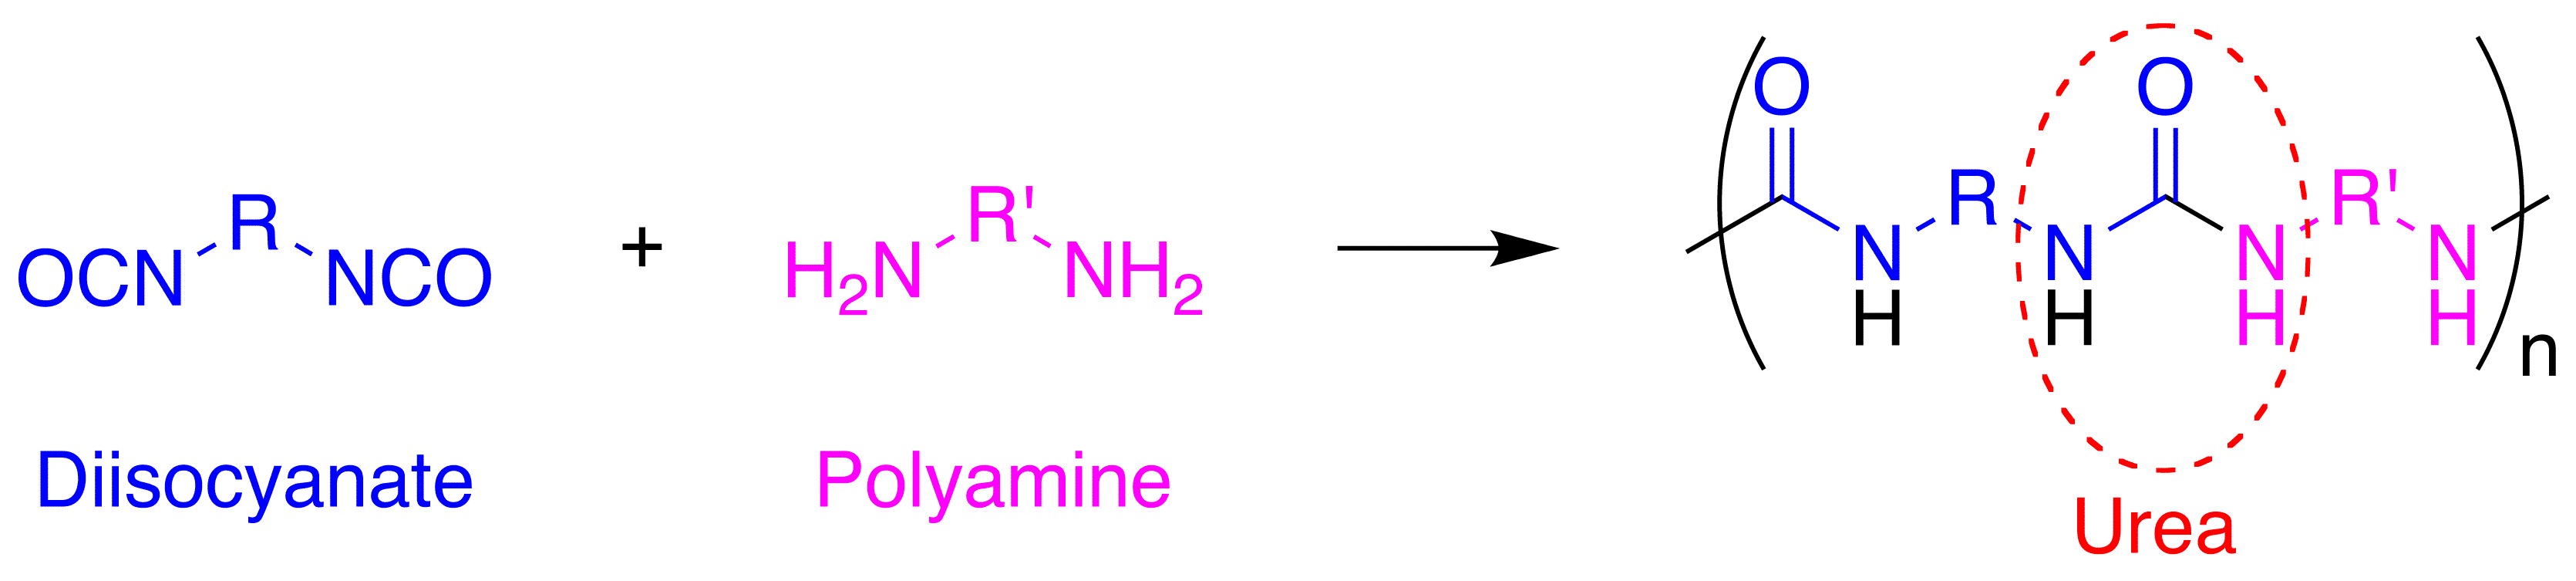 OCN R NCO + H2N R' NH2 O N H R N H O N H R' N H n
Diisocyanate Polyamine Urea